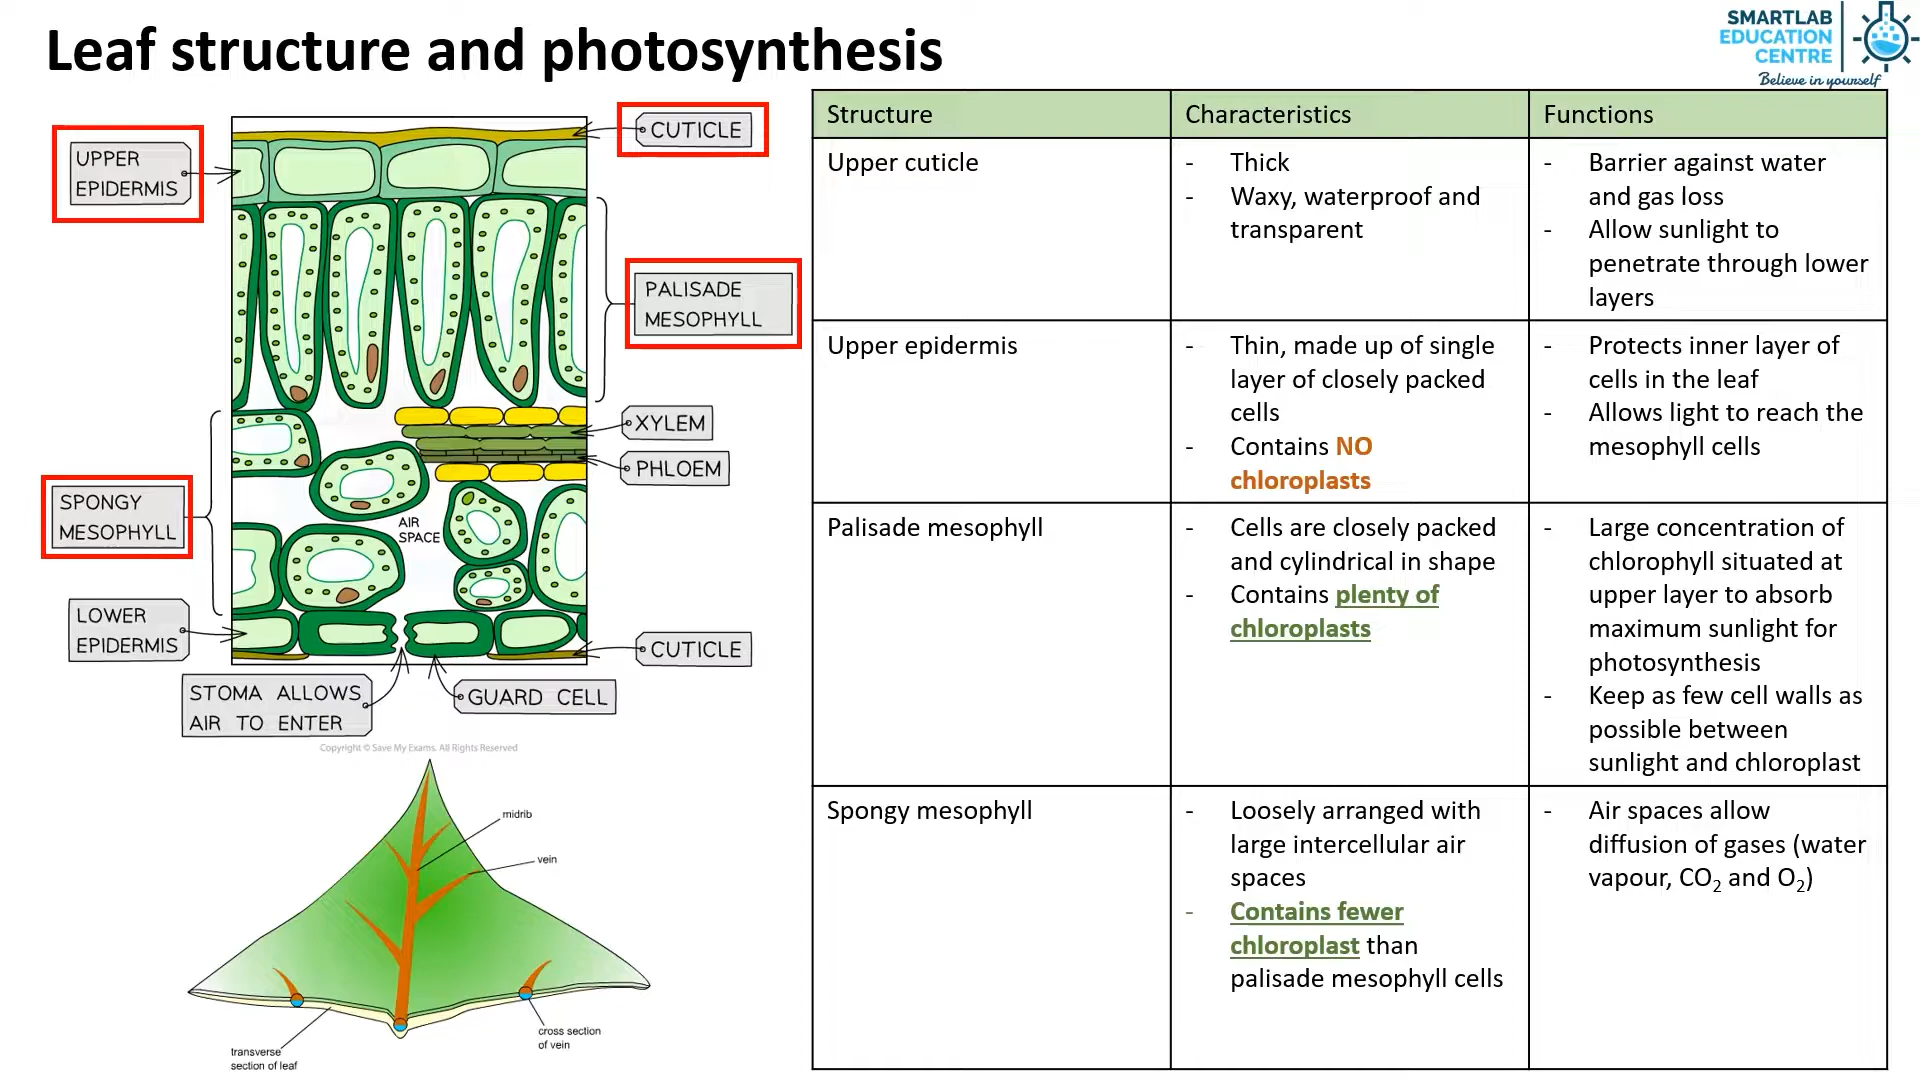 Leaf structure and photosynthesis
SMARTLAB
EDUCATION
CENTRE
Believe in yourself
UPPER
EPIDERMIS
CUTICLE
PALISADE
MESOPHYLL
XYLEM
PHLOEM
SPONGY
MESOPHYLL
AIR
SPACE
LOWER
EPIDERMIS
CUTICLE
STOMA ALLOWS
AIR TO ENTER
GUARD CELL
Copyright © Save My Exams. All Rights Reserved
midrib
vein
cross section
of vein
transverse
section of leaf
Structure
Characteristics
Functions
Upper cuticle
- Thick
- Waxy, waterproof and
transparent
- Barrier against water
and gas loss
- Allow sunlight to
penetrate through lower
layers
Upper epidermis
- Thin, made up of single
layer of closely packed
cells
- Contains NO
chloroplasts
- Protects inner layer of
cells in the leaf
- Allows light to reach the
mesophyll cells
Palisade mesophyll
- Cells are closely packed
and cylindrical in shape
- Contains plenty of
chloroplasts
- Large concentration of
chlorophyll situated at
upper layer to absorb
maximum sunlight for
photosynthesis
- Keep as few cell walls as
possible between
sunlight and chloroplast
Spongy mesophyll
- Loosely arranged with
large intercellular air
spaces
- Contains fewer
chloroplast than
palisade mesophyll cells
- Air spaces allow
diffusion of gases (water
vapour, CO₂ and O₂)